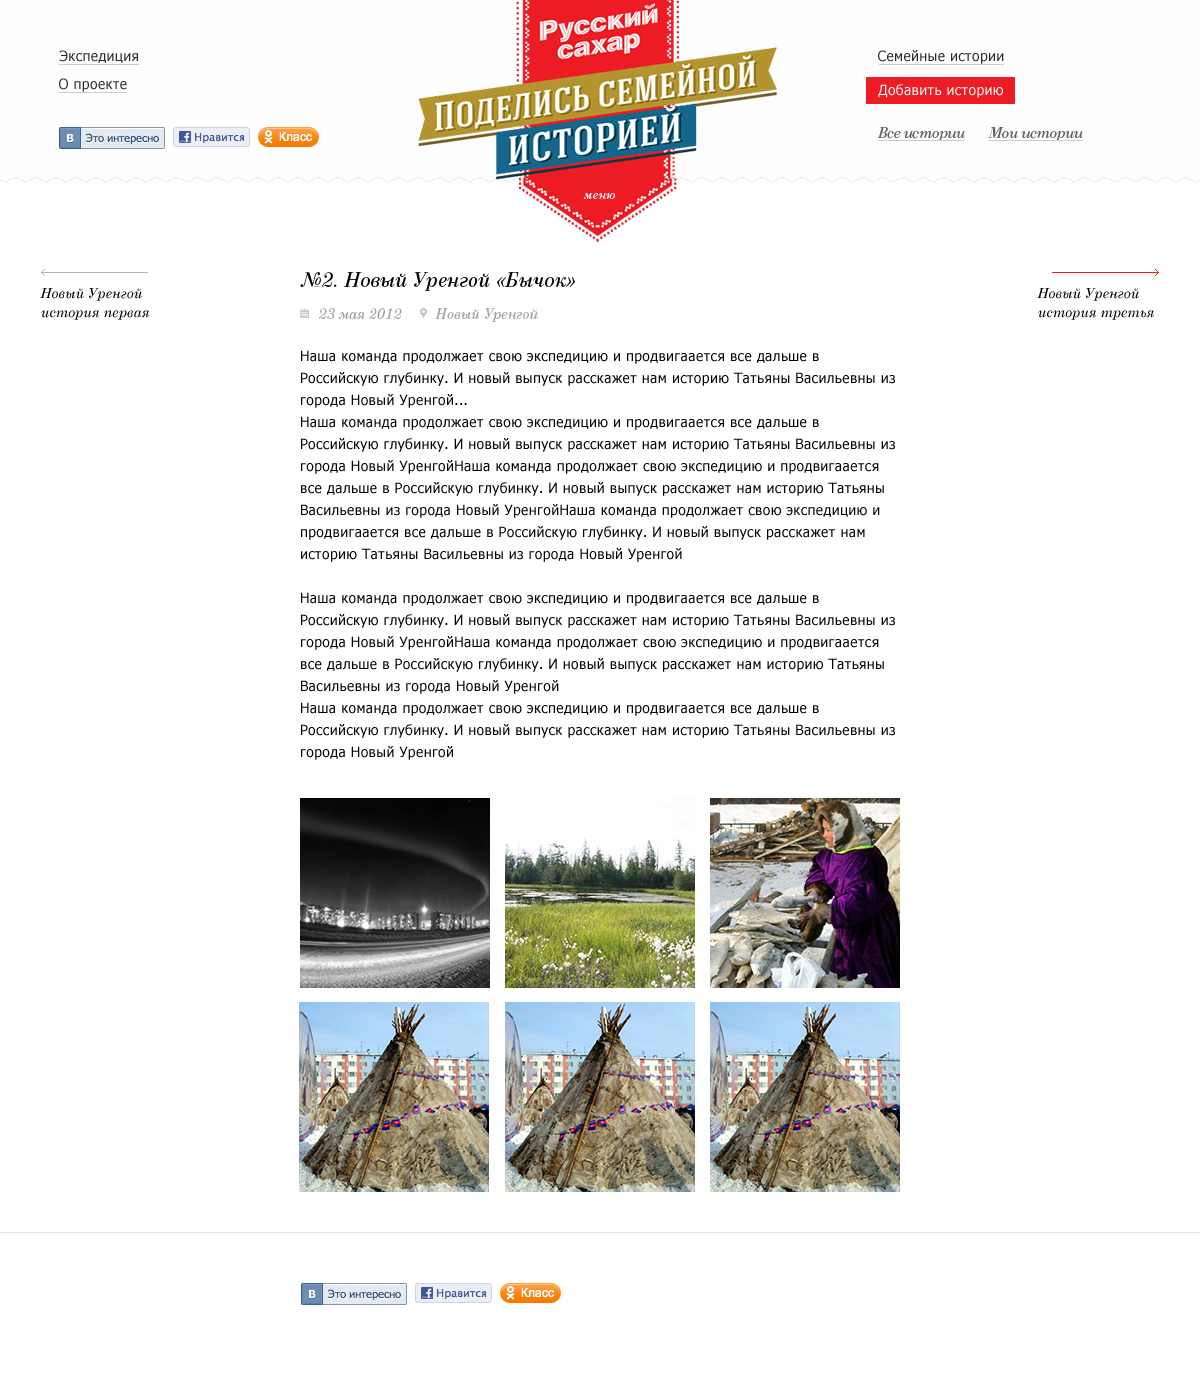 Экспедиция
О проекте
В Это интересно
Нравится
Класс
Русский
сахар
Поделись семейной
историей
меню
Семейные истории
Добавить историю
Все истории Мои истории
Новый Уренгой
история первая
№2. Новый Уренгой «Бычок»
23 мая 2012 Новый Уренгой
Новый Уренгой
история третья
Наша команда продолжает свою экспедицию и продвигаается все дальше в
Российскую глубинку. И новый выпуск расскажет нам историю Татьяны Васильевны из
города Новый Уренгой...
Наша команда продолжает свою экспедицию и продвигаается все дальше в
Российскую глубинку. И новый выпуск расскажет нам историю Татьяны Васильевны из
города Новый УренгойНаша команда продолжает свою экспедицию и продвигаается
все дальше в Российскую глубинку. И новый выпуск расскажет нам историю Татьяны
Васильевны из города Новый УренгойНаша команда продолжает свою экспедицию и
продвигаается все дальше в Российскую глубинку. И новый выпуск расскажет нам
историю Татьяны Васильевны из города Новый Уренгой
Наша команда продолжает свою экспедицию и продвигаается все дальше в
Российскую глубинку. И новый выпуск расскажет нам историю Татьяны Васильевны из
города Новый УренгойНаша команда продолжает свою экспедицию и продвигаается
все дальше в Российскую глубинку. И новый выпуск расскажет нам историю Татьяны
Васильевны из города Новый Уренгой
Наша команда продолжает свою экспедицию и продвигаается все дальше в
Российскую глубинку. И новый выпуск расскажет нам историю Татьяны Васильевны из
города Новый Уренгой
В Это интересно
Нравится
Класс